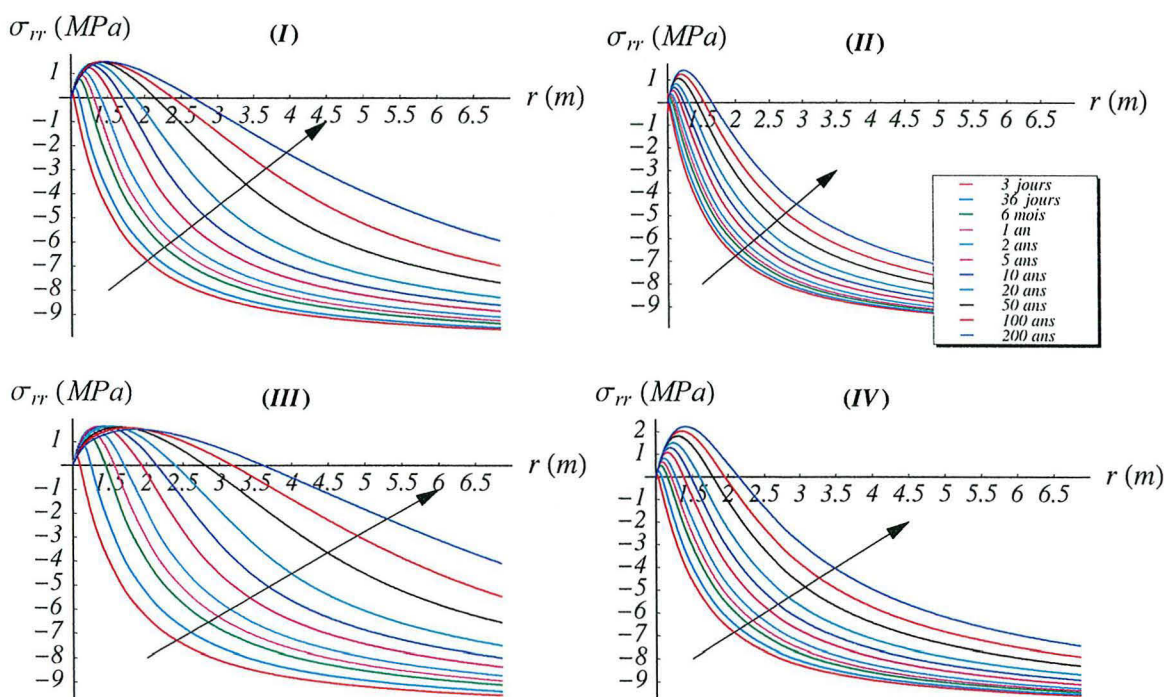 σrr (MPa)
(I)
1
-1
-2
-3
-4
-5
-6
-7
-8
-9
1.5 2 2.5 3 3.5 4 4.5 5 5.5 6 6.5
r (m)
σrr (MPa)
(II)
1
-1
-2
-3
-4
-5
-6
-7
-8
-9
1.5 2 2.5 3 3.5 4 4.5 5 5.5 6 6.5
r (m)
3 jours
36 jours
6 mois
1 an
2 ans
5 ans
10 ans
20 ans
50 ans
100 ans
200 ans
σrr (MPa)
(III)
1
-1
-2
-3
-4
-5
-6
-7
-8
-9
1.5 2 2.5 3 3.5 4 4.5 5 5.5 6 6.5
r (m)
σrr (MPa)
(IV)
2
1
-1
-2
-3
-4
-5
-6
-7
-8
-9
1.5 2 2.5 3 3.5 4 4.5 5 5.5 6 6.5
r (m)